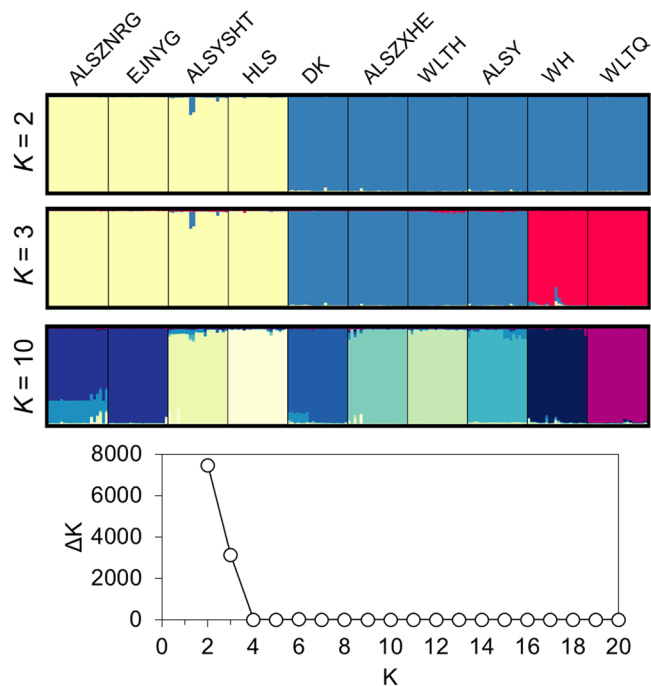 ALSZNRG EJNYG ALSYSHT HLS DK ALSZXHE WLTH ALSY WH WLTQ
K = 2
K = 3
K = 10
8000
6000
4000
2000
0
ΔK
0 2 4 6 8 10 12 14 16 18 20
K